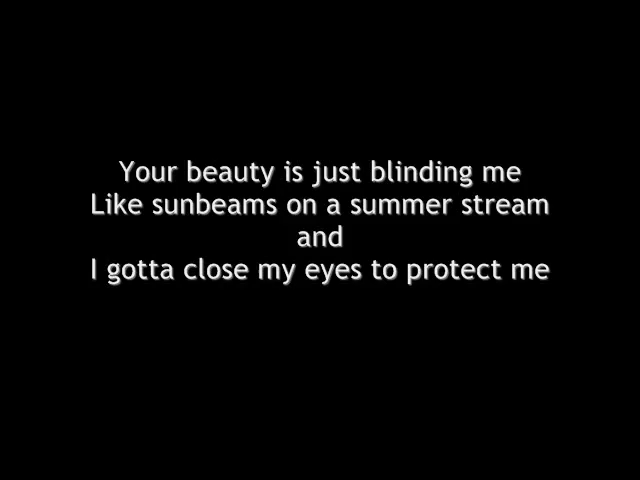 Your beauty is just blinding me
Like sunbeams on a summer stream
and
I gotta close my eyes to protect me